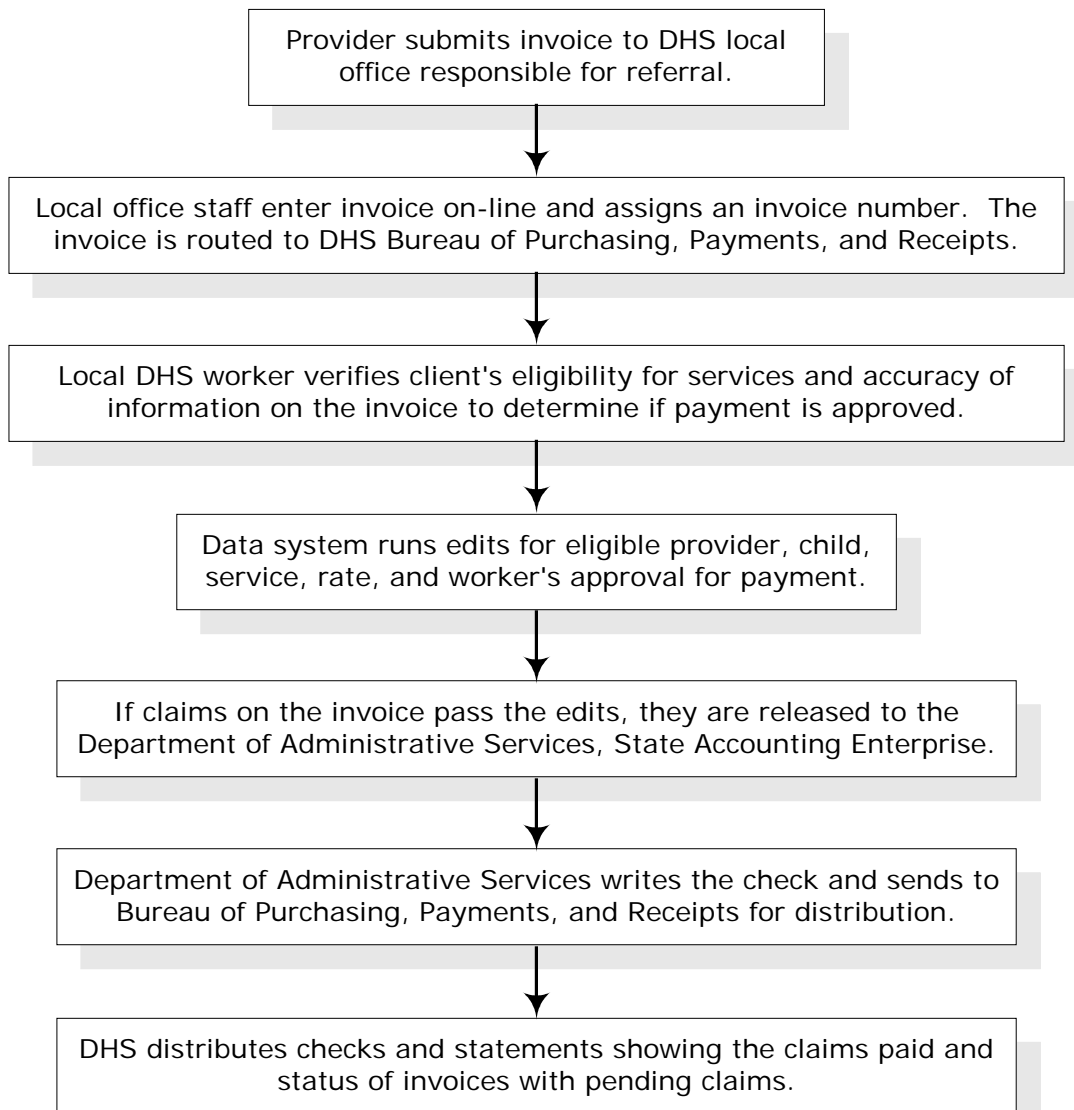 Provider submits invoice to DHS local
office responsible for referral.
Local office staff enter invoice on-line and assigns an invoice number.  The
invoice is routed to DHS Bureau of Purchasing, Payments, and Receipts.
Local DHS worker verifies client's eligibility for services and accuracy of
information on the invoice to determine if payment is approved.
Data system runs edits for eligible provider, child,
service, rate, and worker's approval for payment.
If claims on the invoice pass the edits, they are released to the
Department of Administrative Services, State Accounting Enterprise.
Department of Administrative Services writes the check and sends to
Bureau of Purchasing, Payments, and Receipts for distribution.
DHS distributes checks and statements showing the claims paid and
status of invoices with pending claims.